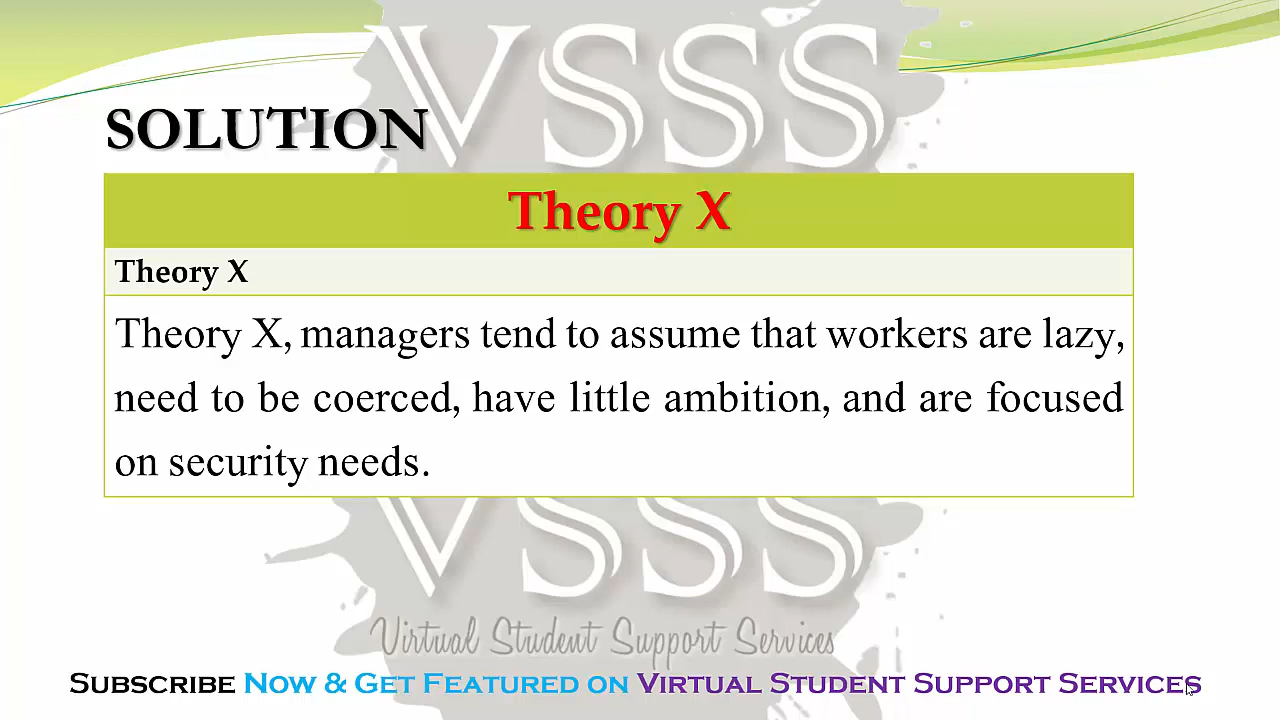 VSSS
SOLUTION
Theory X
Theory X
Theory X, managers tend to assume that workers are lazy,
need to be coerced, have little ambition, and are focused
on security needs.
VSSS
Virtual Student Support Services
SUBSCRIBE NOW & GET FEATURED ON VIRTUAL STUDENT SUPPORT SERVICES